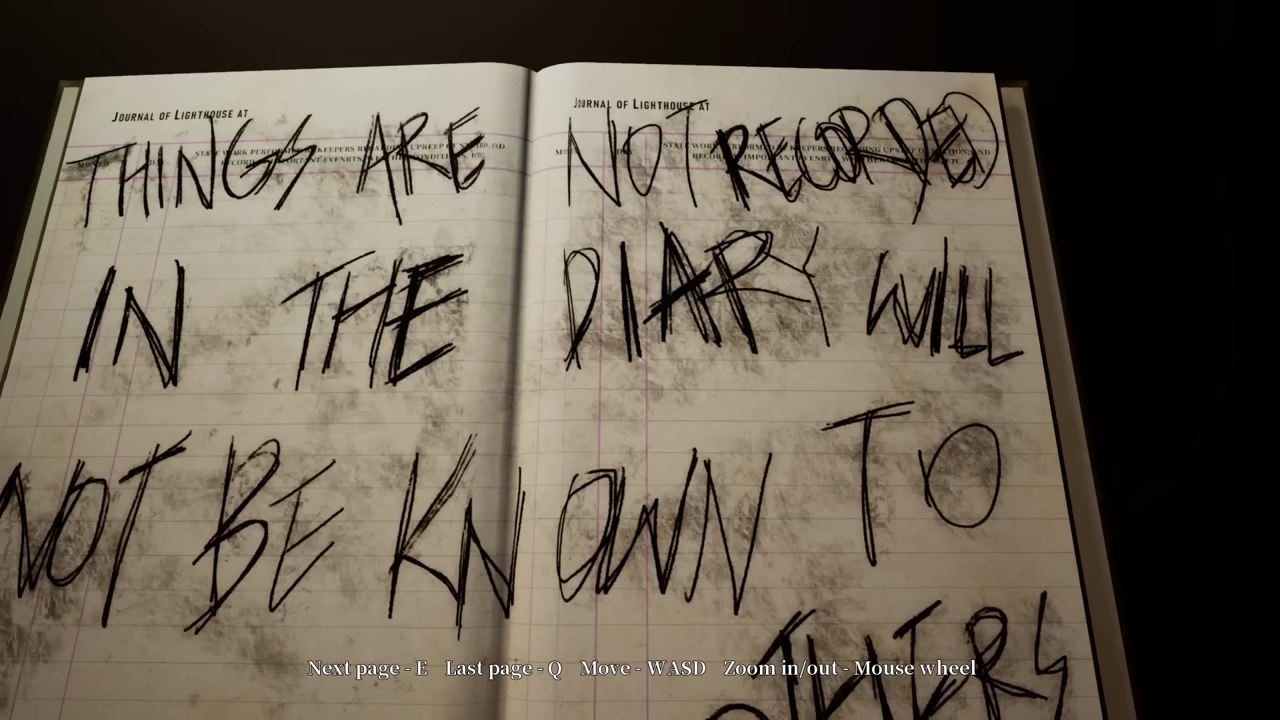 JOURNAL OF LIGHTHOUSE AT
JOURNAL OF LIGHTHOUSE AT
THINGS ARE NOT RECORDED
IN THE DIARY WILL
NOT BE KNOWN TO
OTHERS
Next page - E Last page - Q Move - WASD Zoom in/out - Mouse wheel